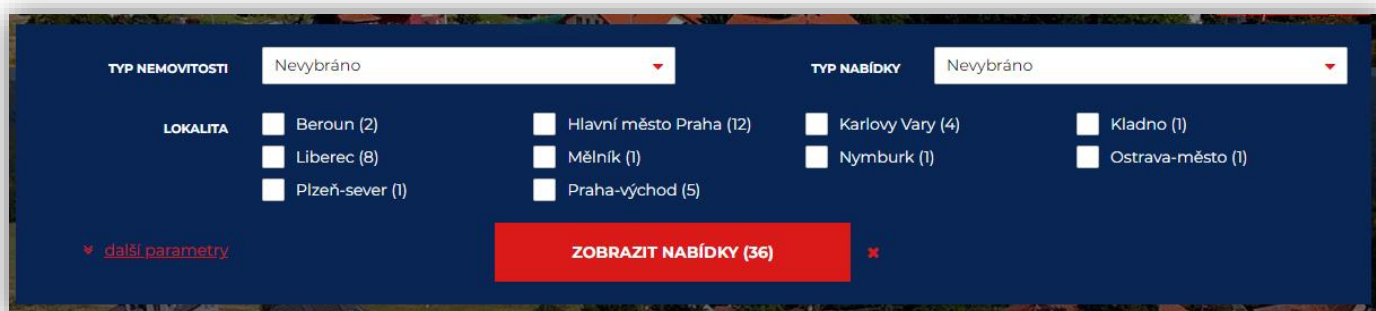 TYP NEMOVITOSTI Nevybráno TYP NABÍDKY Nevybráno
LOKALITA Beroun (2) Hlavní město Praha (12) Karlovy Vary (4) Kladno (1)
Liberec (8) Mělník (1) Nymburk (1) Ostrava-město (1)
Plzeň-sever (1) Praha-východ (5)
další parametry ZOBRAZIT NABÍDKY (36)